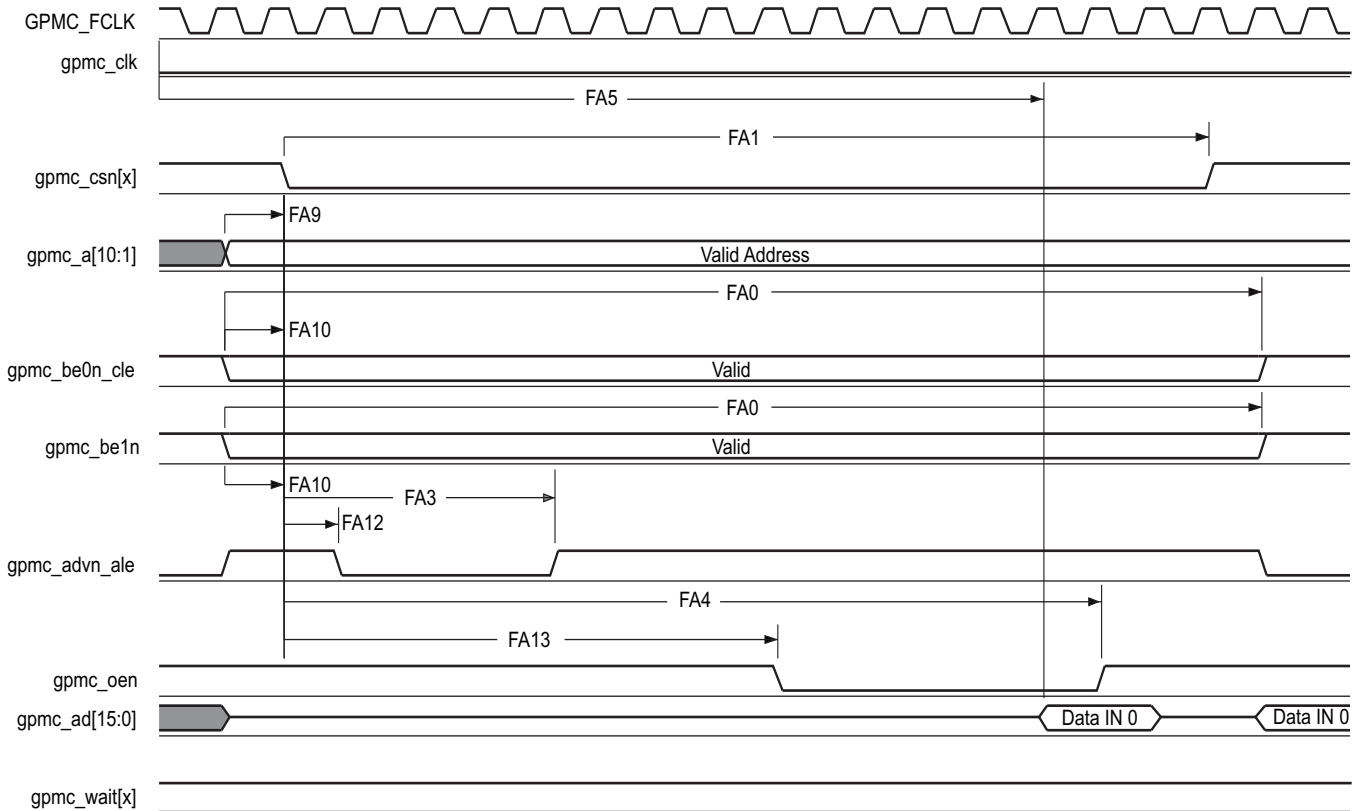 GPMC_FCLK
gpmc_clk
FA5
FA1
gpmc_csn[x]
FA9
gpmc_a[10:1]
Valid Address
FA0
FA10
gpmc_be0n_cle
Valid
FA0
gpmc_be1n
Valid
FA10
FA3
FA12
gpmc_advn_ale
FA4
FA13
gpmc_oen
gpmc_ad[15:0]
Data IN 0
Data IN 0
gpmc_wait[x]